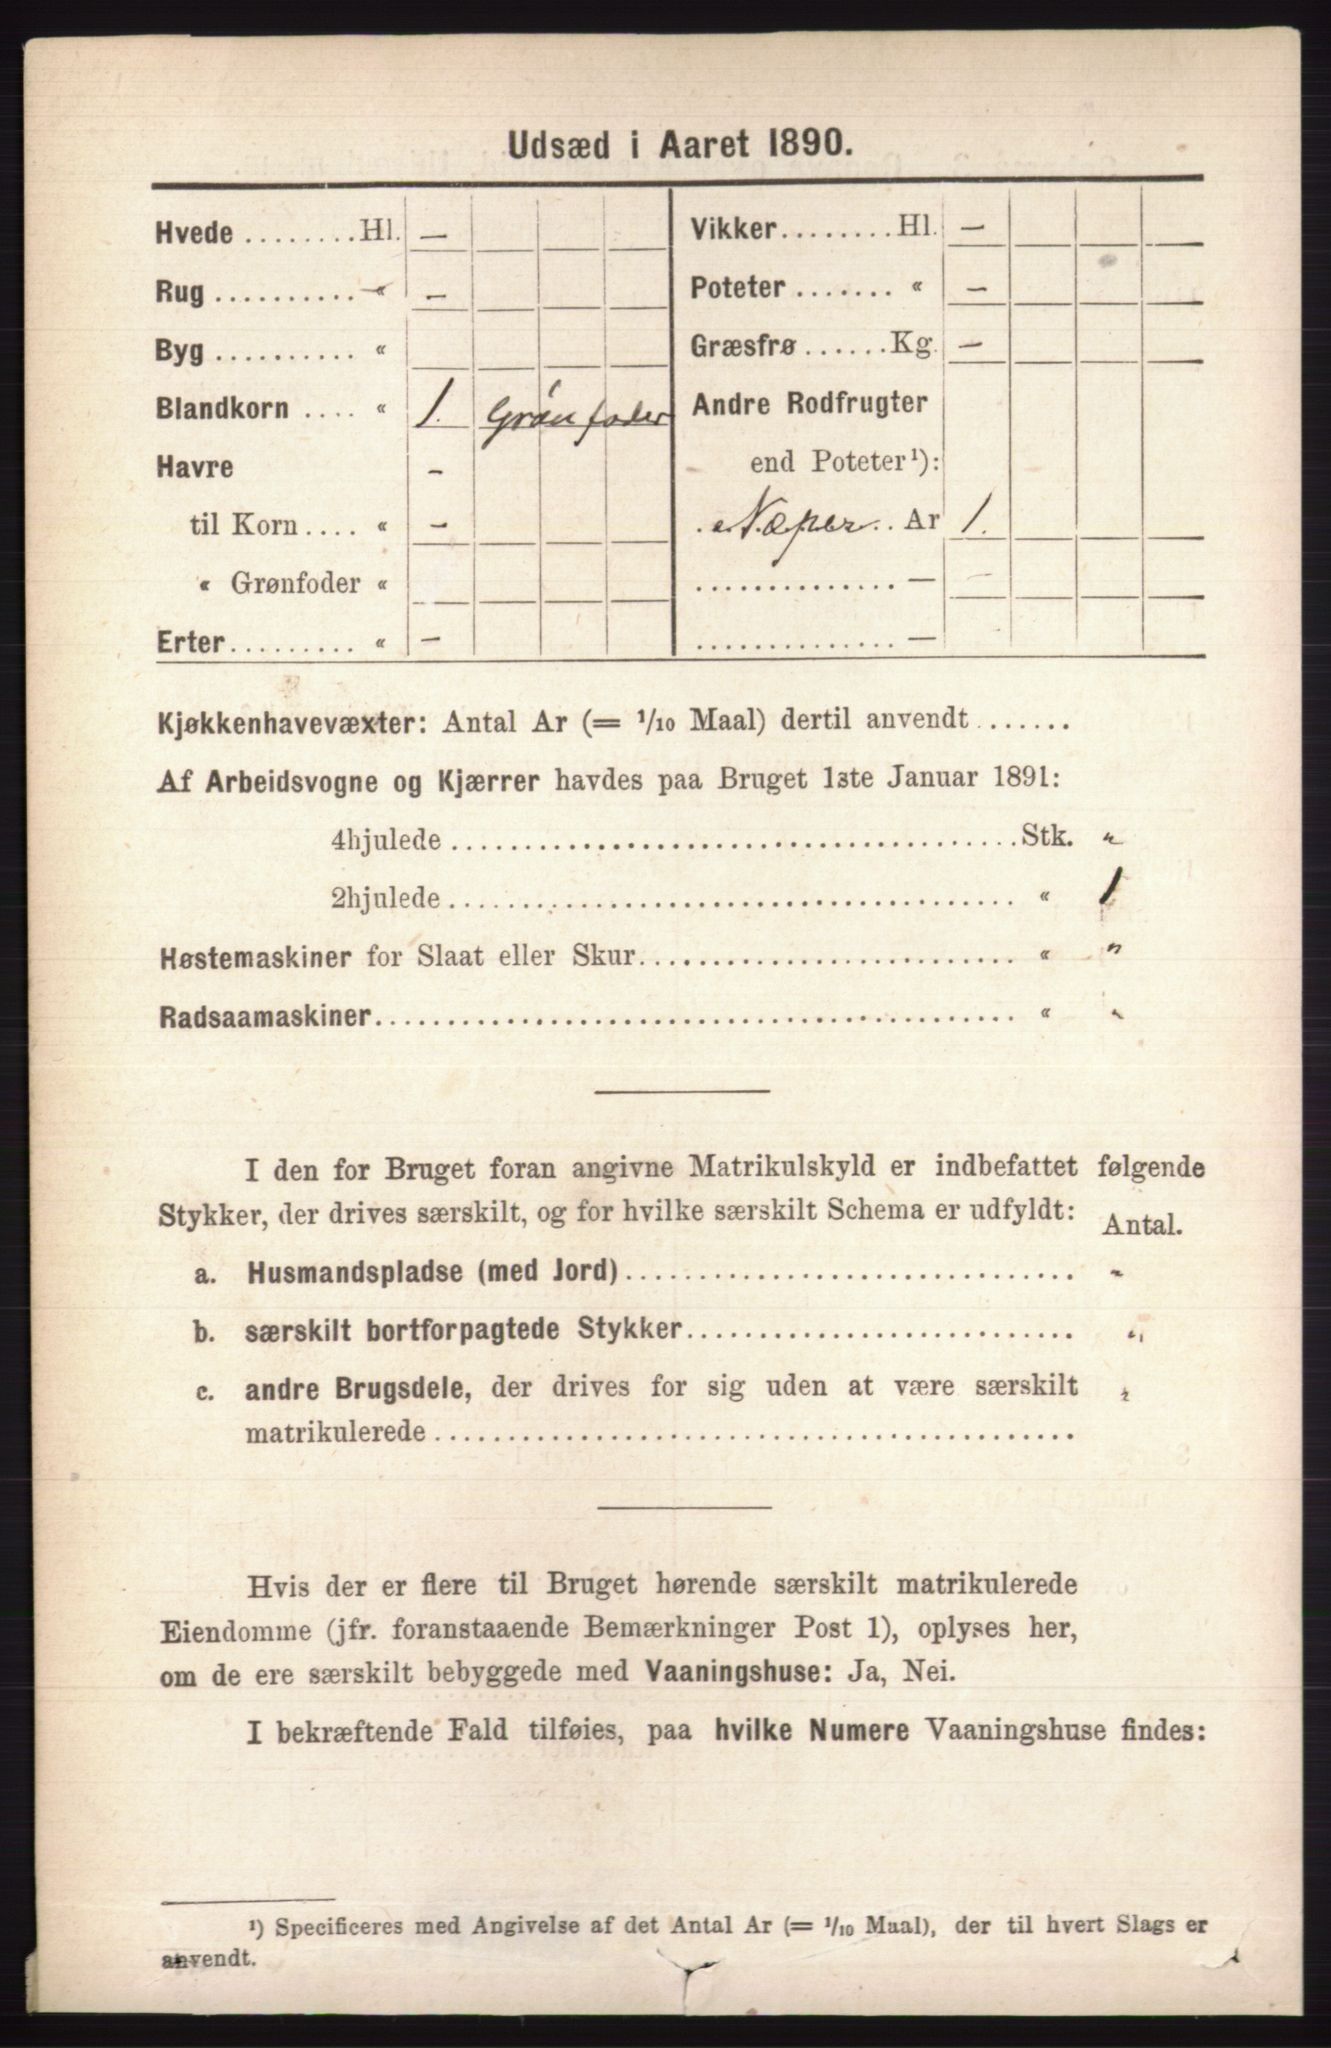 Udsæd i Aaret 1890.
Hvede ........ Hl. —
Rug .......... “ —
Byg .......... “
Blandkorn .... “ 1. Grönfoder
Havre —
til Korn .... “ —
“ Grønfoder “
Erter ......... “ —
Vikker ........ Hl. —
Poteter ....... “ —
Græsfrø ...... Kg. —
Andre Rodfrugter
end Poteter¹):
Næper Ar 1.
.............. —
.............. —
Kjøkkenhavevæxter: Antal Ar (= 1/10 Maal) dertil anvendt ......
Af Arbeidsvogne og Kjærrer havdes paa Bruget 1ste Januar 1891:
4hjulede ........ Stk. "
2hjulede ........ “ 1
Høstemaskiner for Slaat eller Skur ........ “ "
Radsaamaskiner ........ “ "
I den for Bruget foran angivne Matrikulskyld er indbefattet følgende
Stykker, der drives særskilt, og for hvilke særskilt Schema er udfyldt: Antal.
a. Husmandspladse (med Jord) ........ "
b. særskilt bortforpagtede Stykker ........ "
c. andre Brugsdele, der drives for sig uden at være særskilt "
matrikulerede ........
Hvis der er flere til Bruget hørende særskilt matrikulerede
Eiendomme (jfr. foranstaaende Bemærkninger Post 1), oplyses her,
om de ere særskilt bebyggede med Vaaningshuse: Ja, Nei.
I bekræftende Fald tilføies, paa hvilke Numere Vaaningshuse findes:
¹) Specificeres med Angivelse af det Antal Ar (= 1/10 Maal), der til hvert Slags er
anvendt.